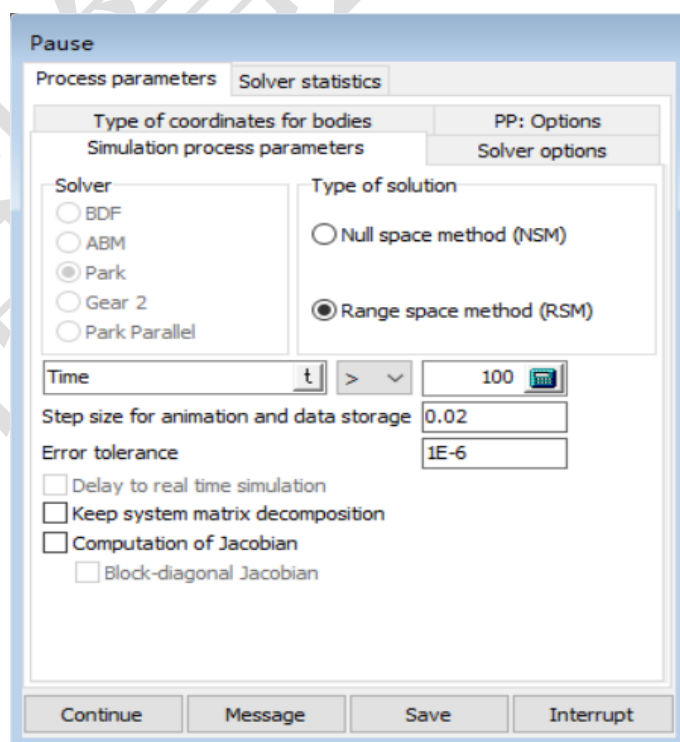 Pause
Process parameters Solver statistics
Type of coordinates for bodies PP: Options
Simulation process parameters Solver options
Solver Type of solution
BDF
ABM
Park
Gear 2
Park Parallel
Null space method (NSM)
Range space method (RSM)
Time t > 100
Step size for animation and data storage 0.02
Error tolerance 1E-6
Delay to real time simulation
Keep system matrix decomposition
Computation of Jacobian
Block-diagonal Jacobian
Continue Message Save Interrupt